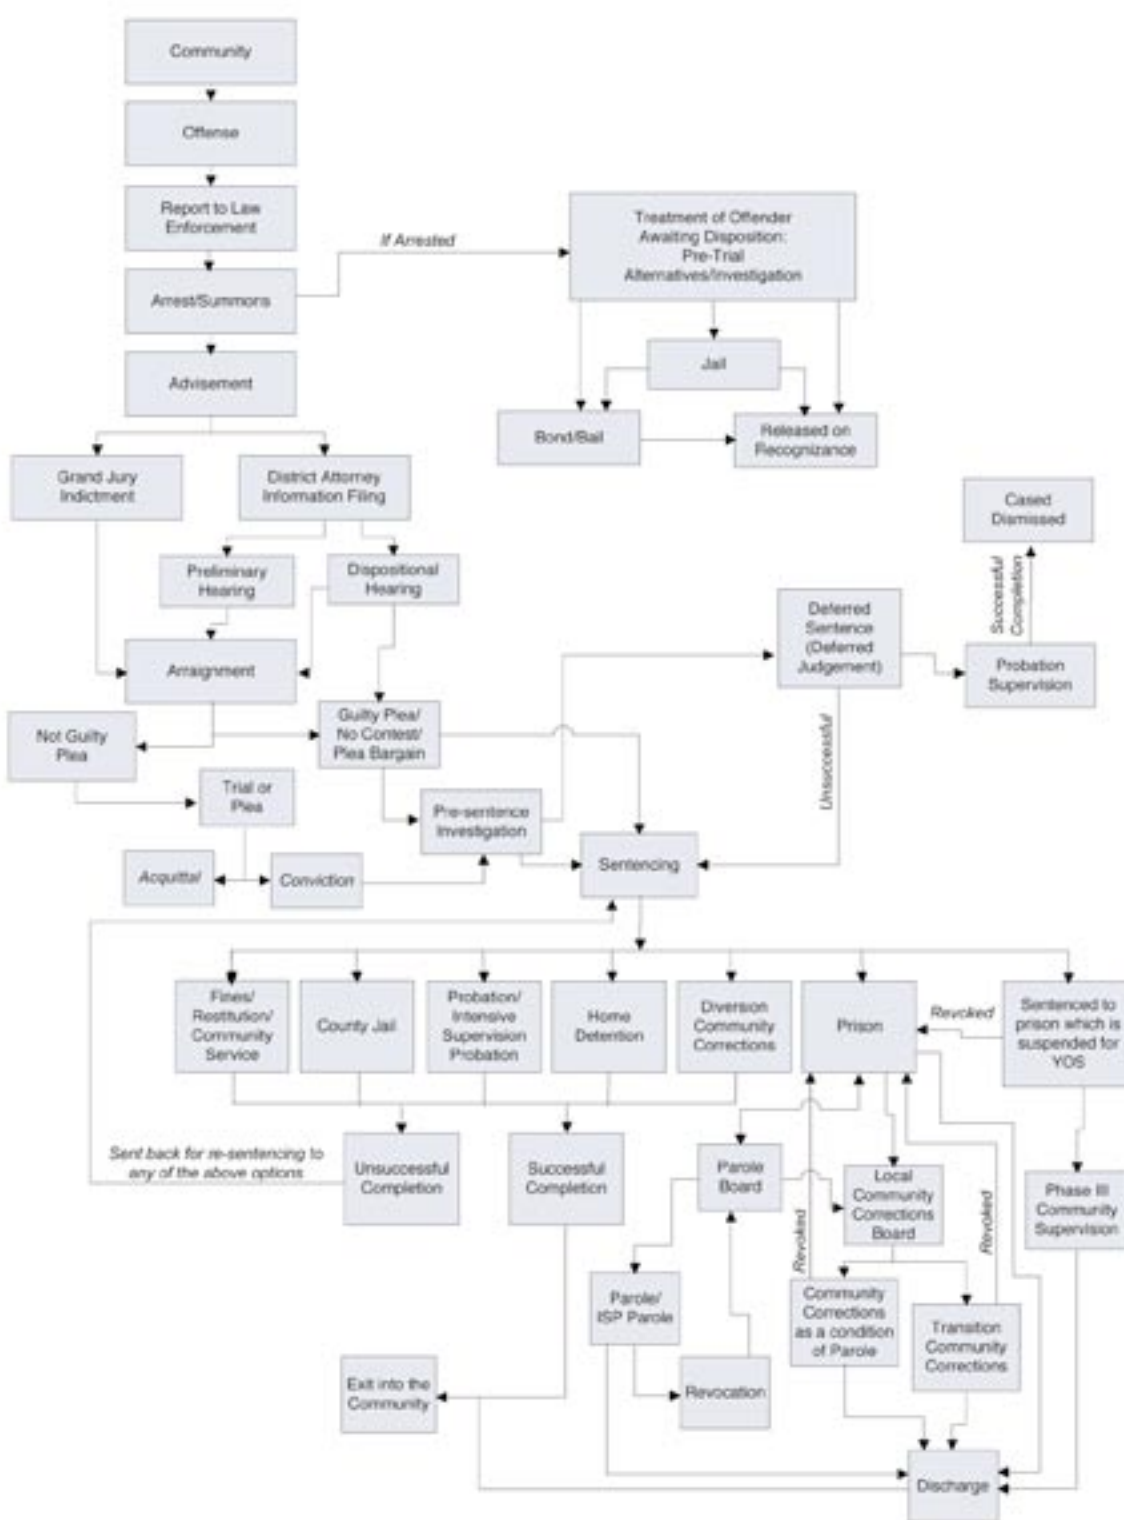 Community
Offense
Report to Law
Enforcement
If Arrested
Treatment of Offender
Awaiting Disposition:
Pre-Trial
Alternatives/Investigation
Arrest/Summons
Jail
Advisement
Bond/Bail
Released on
Recognizance
Grand Jury
Indictment
District Attorney
Information Filing
Cased
Dismissed
Preliminary
Hearing
Dispositional
Hearing
Successful
Completion
Deferred
Sentence
(Deferred
Judgement)
Probation
Supervision
Arraignment
Not Guilty
Plea
Guilty Plea/
No Contest/
Plea Bargain
Unsuccessful
Trial or
Plea
Pre-sentence
Investigation
Sentencing
Acquittal
Conviction
Fines/
Restitution/
Community
Service
County Jail
Probation/
Intensive
Supervision
Probation
Home
Detention
Diversion
Community
Corrections
Prison
Revoked
Sentenced to
prison which is
suspended for
YOS
Sent back for re-sentencing to
any of the above options
Unsuccessful
Completion
Successful
Completion
Parole
Board
Local
Community
Corrections
Board
Phase III
Community
Supervision
Revoked
Revoked
Parole/
ISP Parole
Community
Corrections
as a condition
of Parole
Transition
Community
Corrections
Exit into the
Community
Revocation
Discharge